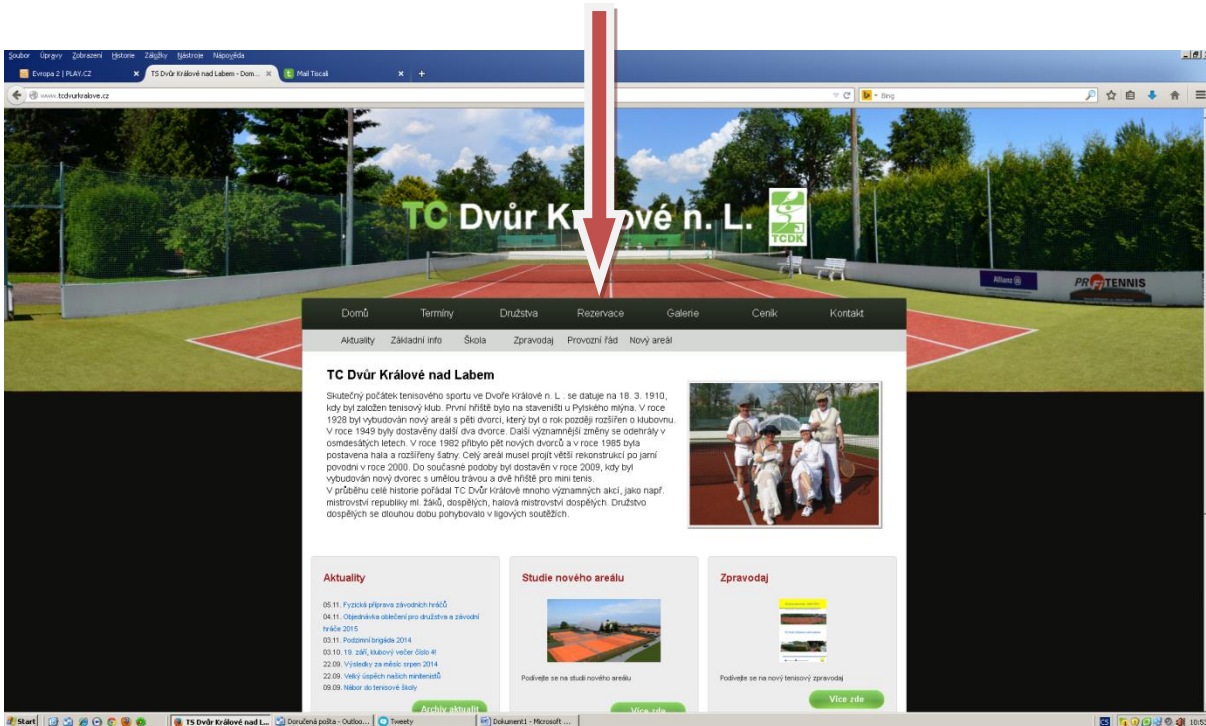 Soubor Úpravy Zobrazení Historie Záložky Nástroje Nápověda
Evropa 2 | PLAY.CZ
TS Dvůr Králové nad Labem - Dom...
Mail Tiscali
www.tcdvurkralove.cz
Bing
TC Dvůr K ové n. L.
TCDK
Allianz
PROFITENNIS
Domů Termíny Družstva Rezervace Galerie Ceník Kontakt
Aktuality Základní info Škola Zpravodaj Provozní řád Nový areál
TC Dvůr Králové nad Labem
Skutečný počátek tenisového sportu ve Dvoře Králové n. L . se datuje na 18. 3. 1910,
kdy byl založen tenisový klub. První hřiště bylo na staveništi u Pylského mlýna. V roce
1928 byl vybudován nový areál s pěti dvorci, který byl o rok později rozšířen o klubovnu.
V roce 1949 byly dostavěny další dva dvorce. Další významnější změny se odehrály v
osmdesátých letech. V roce 1982 přibylo pět nových dvorců a v roce 1985 byla
postavena hala a rozšířeny šatny. Celý areál musel projít větší rekonstrukcí po jarní
povodni v roce 2000. Do současné podoby byl dostavěn v roce 2009, kdy byl
vybudován nový dvorec s umělou trávou a dvě hřiště pro mini tenis.
V průběhu celé historie pořádal TC Dvůr Králové mnoho významných akcí, jako např.
mistrovství republiky ml. žáků, dospělých, halová mistrovství dospělých. Družstvo
dospělých se dlouhou dobu pohybovalo v ligových soutěžích.
Aktuality
05.11. Fyzická příprava závodních hráčů
04.11. Objednávka oblečení pro družstva a závodní
hráče 2015
03.11. Podzimní brigáda 2014
03.10. 19. září, klubový večer číslo 4!
22.09. Výsledky za měsíc srpen 2014
22.09. Velký úspěch našich minitenistů
09.09. Nábor do tenisové školy
Archiv aktualit
Studie nového areálu
Podívejte se na studii nového areálu
Více zde
Zpravodaj
Podívejte se na nový tenisový zpravodaj
Více zde
Start
TS Dvůr Králové nad L...
Doručená pošta - Outloo...
Tweety
Dokument1 - Microsoft ...
CS
10:53